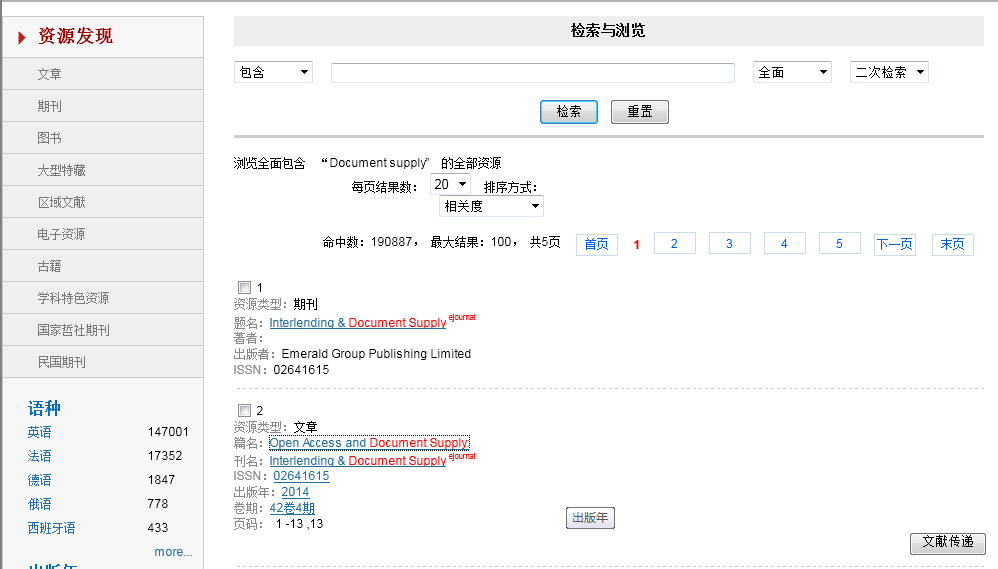 资源发现
文章
期刊
图书
大型特藏
区域文献
电子资源
古籍
学科特色资源
国家哲社期刊
民国期刊
语种
英语 147001
法语 17352
德语 1847
俄语 778
西班牙语 433
more...
出版年
检索与浏览
包含 全面 二次检索
检索 重置
浏览全面包含 “Document supply” 的全部资源
每页结果数： 20 排序方式：
相关度
命中数：190887， 最大结果：100， 共5页 首页 1 2 3 4 5 下一页 末页
1
资源类型：期刊
题名：Interlending & Document Supply ejournal
著者：
出版者：Emerald Group Publishing Limited
ISSN：02641615
2
资源类型：文章
篇名：Open Access and Document Supply
刊名：Interlending & Document Supply ejournal
ISSN：02641615
出版年：2014
卷期：42卷4期
出版年
页码： 1 -13 ,13
文献传递